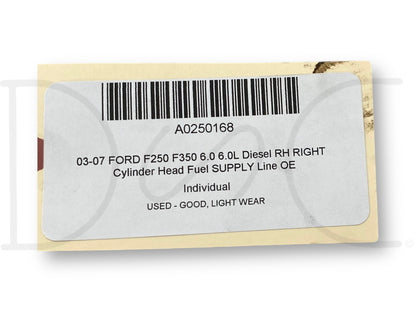 A0250168
03-07 FORD F250 F350 6.0 6.0L Diesel RH RIGHT
Cylinder Head Fuel SUPPLY Line OE
Individual
USED - GOOD, LIGHT WEAR